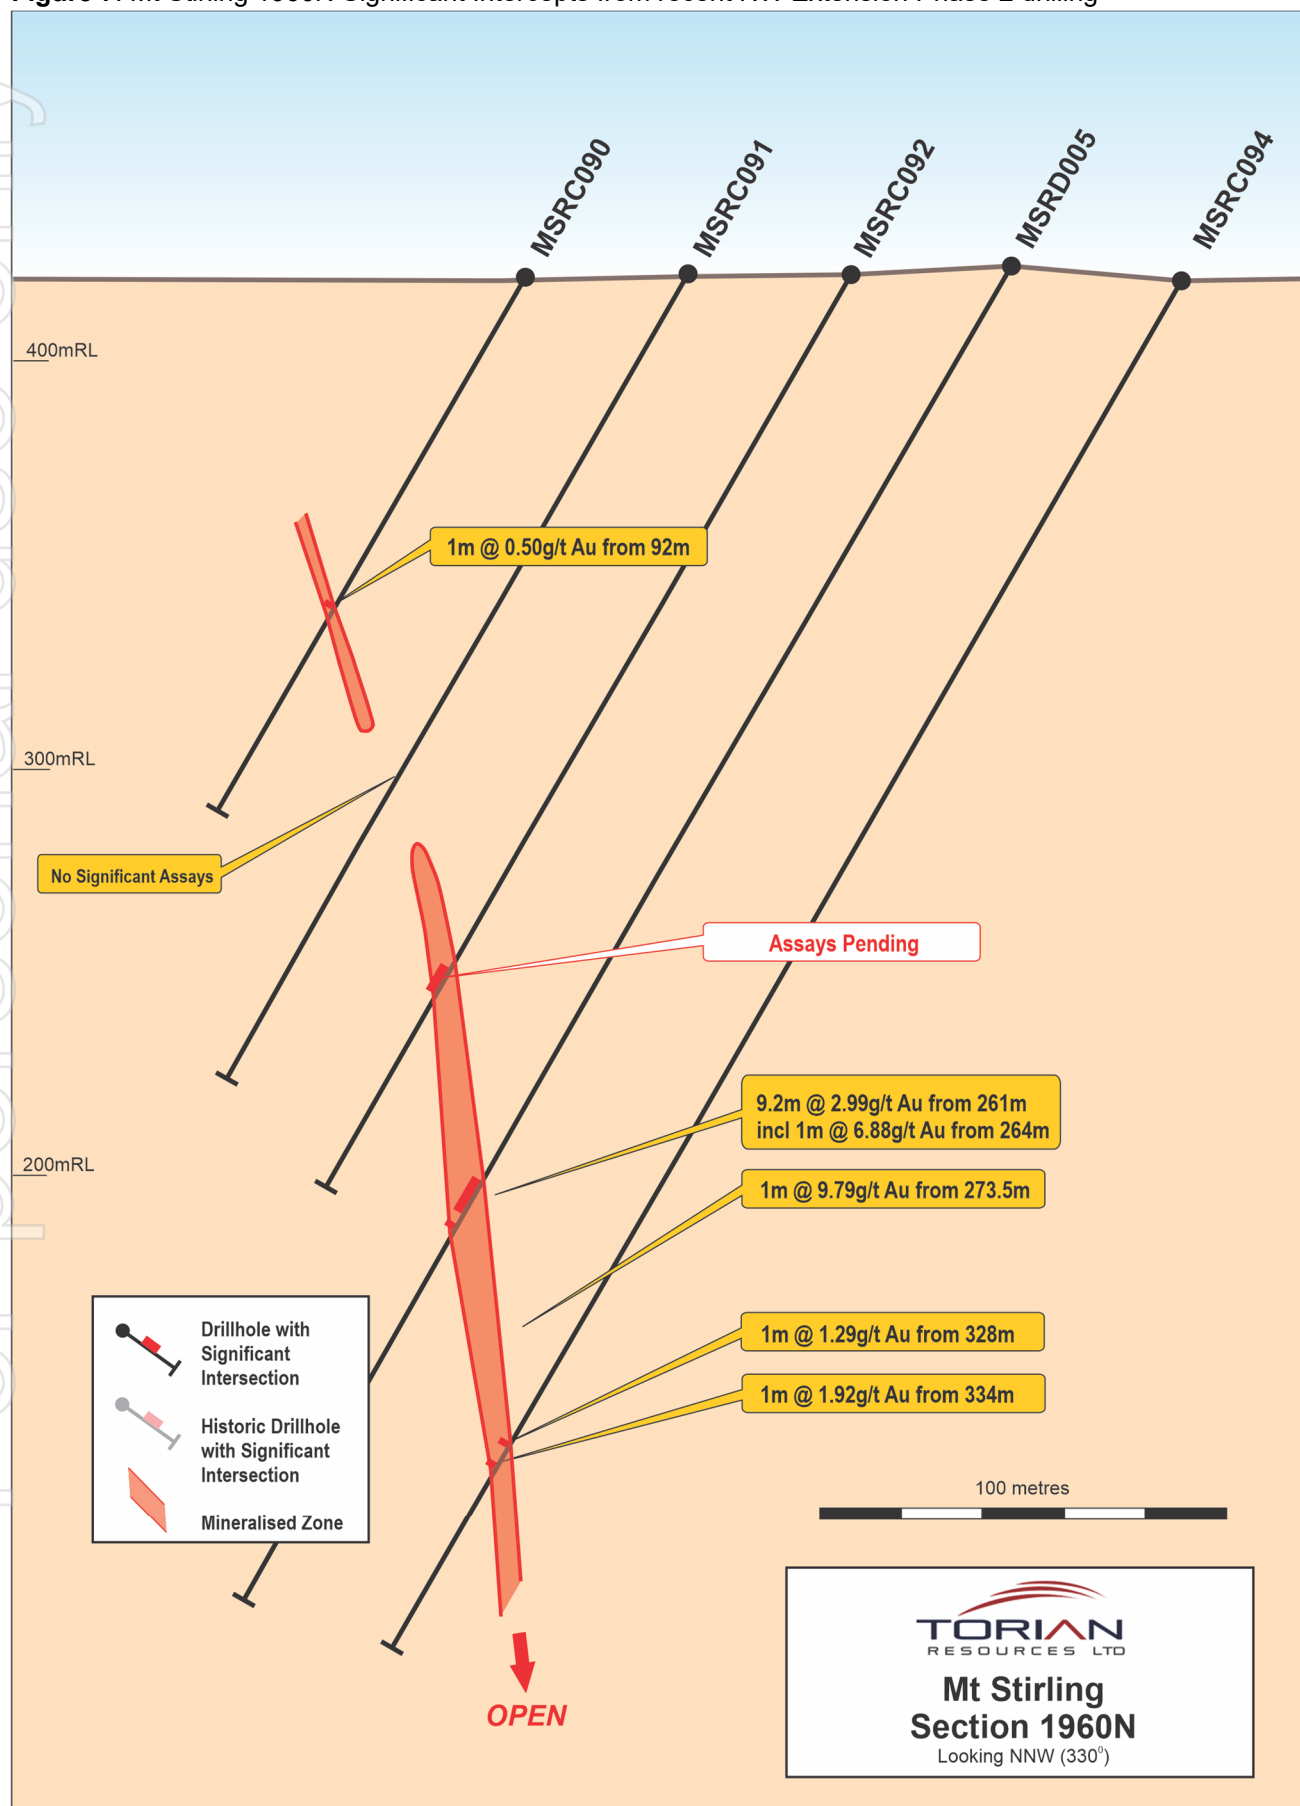 MSRC090
MSRC091
MSRC092
MSRD005
MSRC094
400mRL
1m @ 0.50g/t Au from 92m
300mRL
No Significant Assays
Assays Pending
9.2m @ 2.99g/t Au from 261m
incl 1m @ 6.88g/t Au from 264m
200mRL
1m @ 9.79g/t Au from 273.5m
1m @ 1.29g/t Au from 328m
1m @ 1.92g/t Au from 334m
Drillhole with
Significant
Intersection
Historic Drillhole
with Significant
Intersection
Mineralised Zone
100 metres
OPEN
TORIAN
RESOURCES LTD
Mt Stirling
Section 1960N
Looking NNW (330⁰)